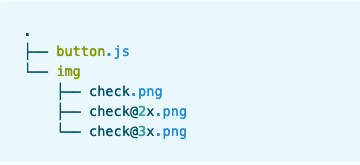 .
├── button.js
└── img
    ├── check.png
    ├── check@2x.png
    └── check@3x.png